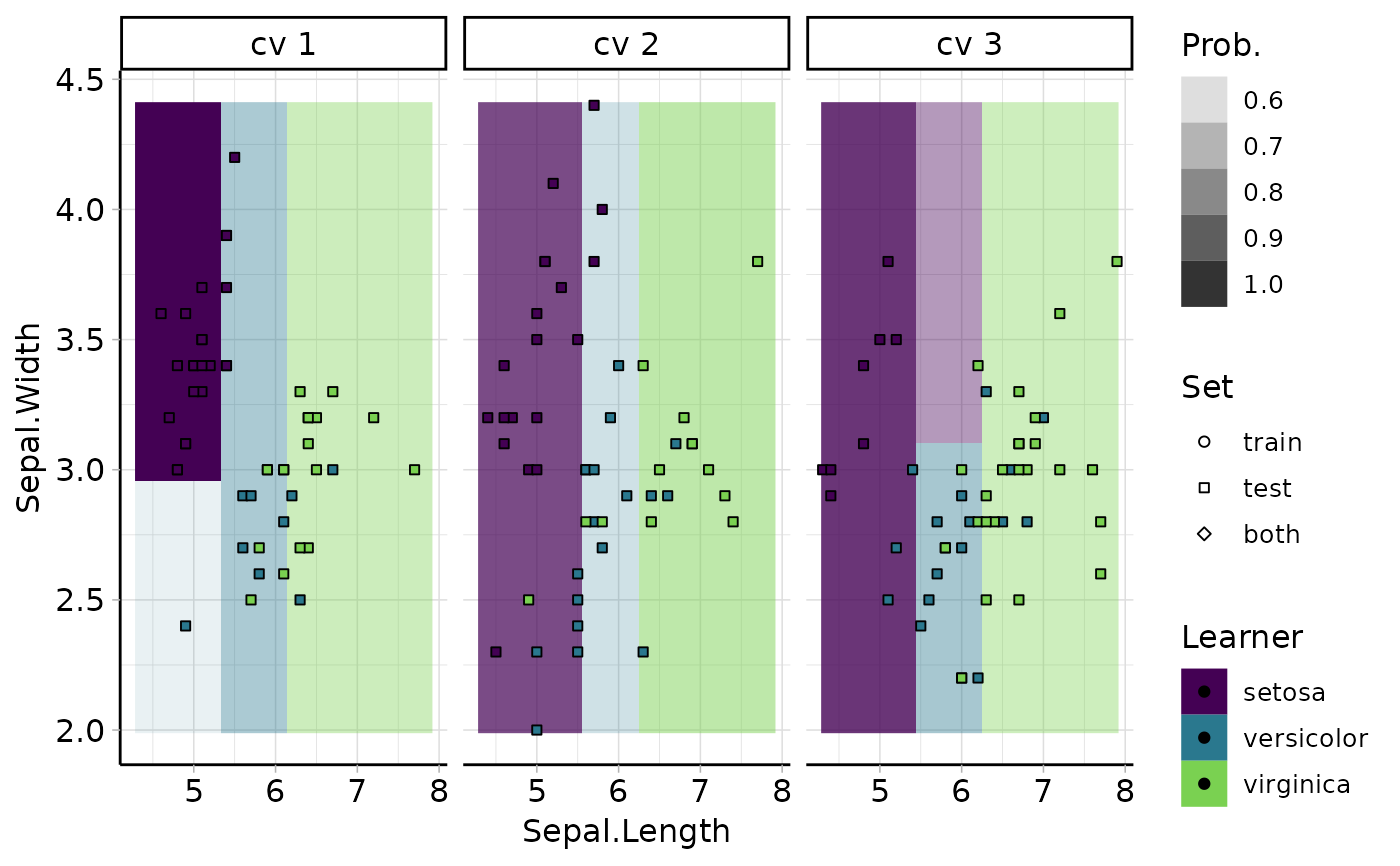 cv 1
cv 2
cv 3
4.5
4.0
3.5
3.0
2.5
2.0
Sepal.Width
5 6 7 8
5 6 7 8
5 6 7 8
Sepal.Length
Prob.
0.6
0.7
0.8
0.9
1.0
Set
train
test
both
Learner
setosa
versicolor
virginica